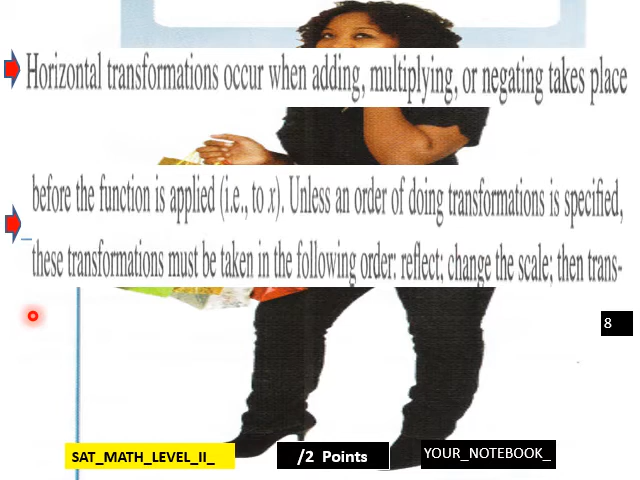 Horizontal transformations occur when adding, multiplying, or negating takes place
before the function is applied (i.e., to x). Unless an order of doing transformations is specified,
these transformations must be taken in the following order: reflect; change the scale; then trans-
8
SAT_MATH_LEVEL_II_
/2 Points
YOUR_NOTEBOOK_